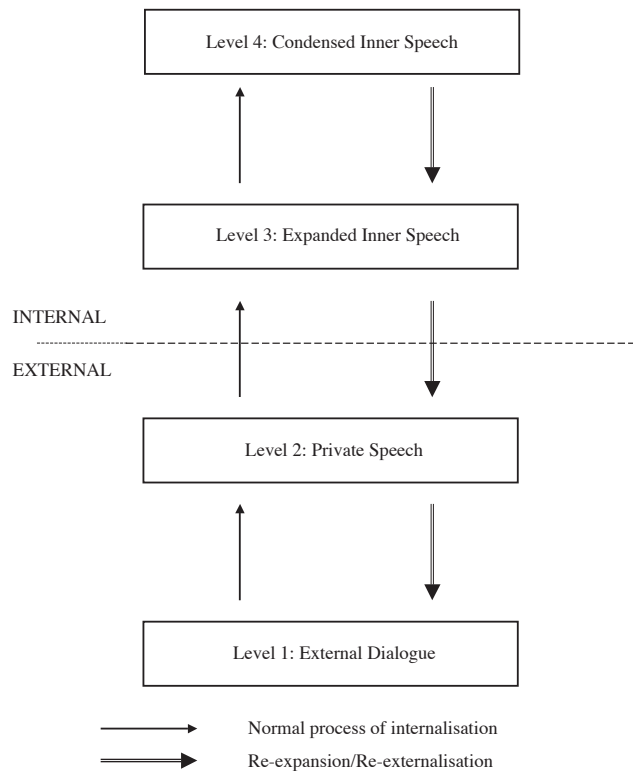 Level 4: Condensed Inner Speech
Level 3: Expanded Inner Speech
INTERNAL
EXTERNAL
Level 2: Private Speech
Level 1: External Dialogue
Normal process of internalisation
Re-expansion/Re-externalisation